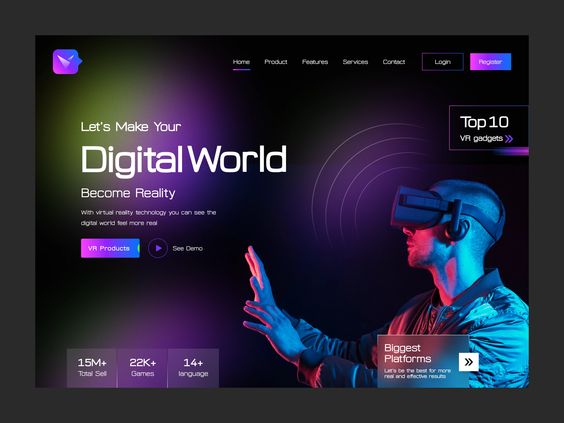 Home Product Features Services Contact Login Register
Let's Make Your
Digital World
Become Reality
With virtual reality technology you can see the
digital world feel more real
VR Products
See Demo
Top 10
VR gadgets
15M+
Total Sell
22K+
Games
14+
language
Biggest
Platforms
Let's be the best for more
real and effective results